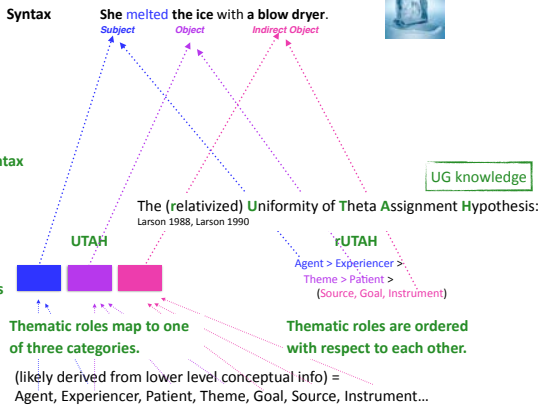 Syntax
She melted the ice with a blow dryer.
Subject Object Indirect Object
ntax
UG knowledge
The (relativized) Uniformity of Theta Assignment Hypothesis:
Larson 1988, Larson 1990
UTAH rUTAH
Agent > Experiencer >
Theme > Patient >
(Source, Goal, Instrument)
s
Thematic roles map to one
of three categories.
Thematic roles are ordered
with respect to each other.
(likely derived from lower level conceptual info) =
Agent, Experiencer, Patient, Theme, Goal, Source, Instrument…